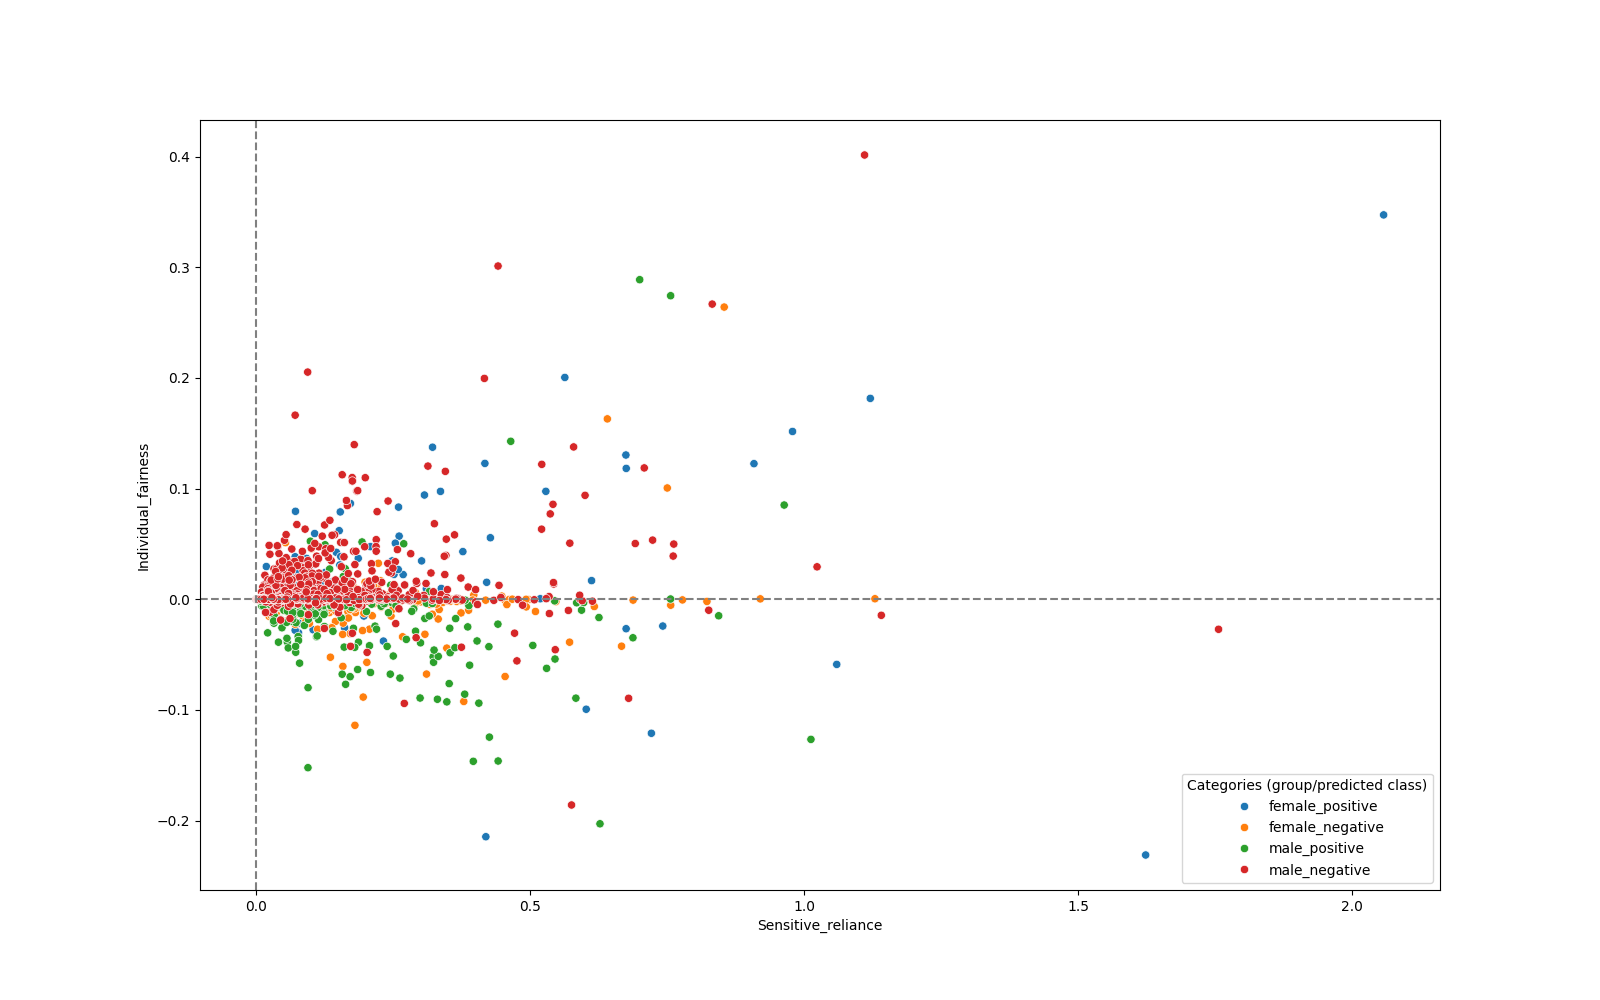 0.4
0.3
0.2
0.1
0.0
−0.1
−0.2
Individual_fairness
0.0
0.5
1.0
1.5
2.0
Sensitive_reliance
Categories (group/predicted class)
female_positive
female_negative
male_positive
male_negative